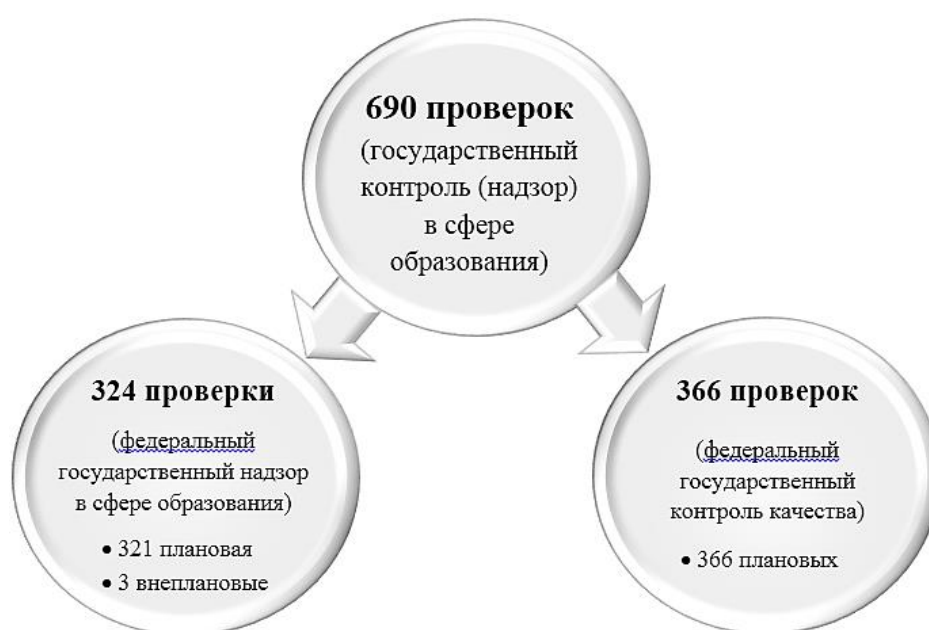 690 проверок
(государственный
контроль (надзор)
в сфере
образования)
324 проверки
(федеральный
государственный надзор
в сфере образования)
• 321 плановая
• 3 внеплановые
366 проверок
(федеральный
государственный
контроль качества)
• 366 плановых